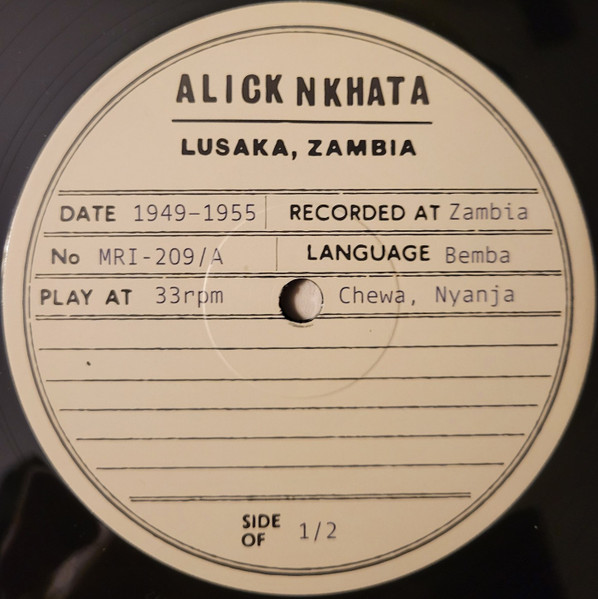 ALICK NKHATA
LUSAKA, ZAMBIA
DATE 1949-1955 RECORDED AT Zambia
No MRI-209/A LANGUAGE Bemba
PLAY AT 33rpm Chewa, Nyanja
SIDE
OF 1/2